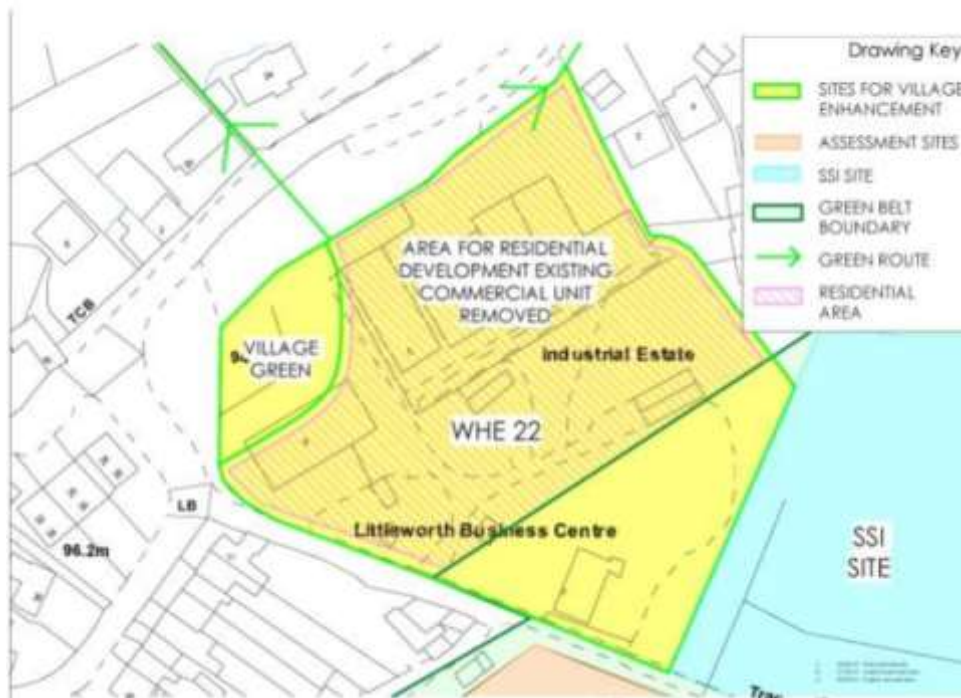 Drawing Key
SITES FOR VILLAGE
ENHANCEMENT
ASSESSMENT SITES
SSI SITE
GREEN BELT
BOUNDARY
GREEN ROUTE
RESIDENTIAL
AREA
AREA FOR RESIDENTIAL
DEVELOPMENT EXISTING
COMMERCIAL UNIT
REMOVED
TCB
VILLAGE
GREEN
Industrial Estate
WHE 22
LB
Littleworth Business Centre
96.2m
SSI
SITE